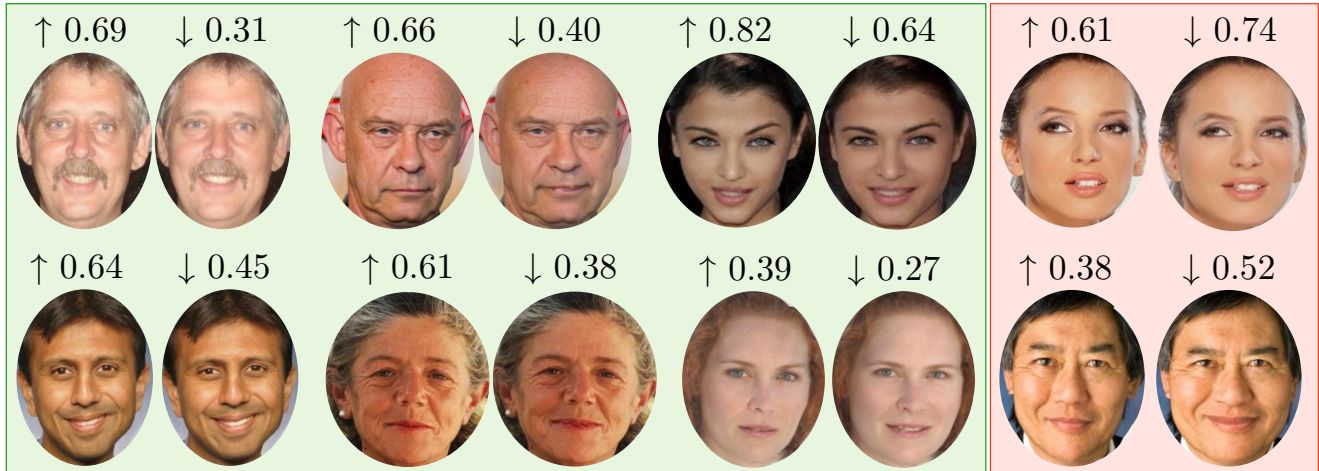 ↑ 0.69 ↓ 0.31 ↑ 0.66 ↓ 0.40 ↑ 0.82 ↓ 0.64 ↑ 0.61 ↓ 0.74
↑ 0.64 ↓ 0.45 ↑ 0.61 ↓ 0.38 ↑ 0.39 ↓ 0.27 ↑ 0.38 ↓ 0.52